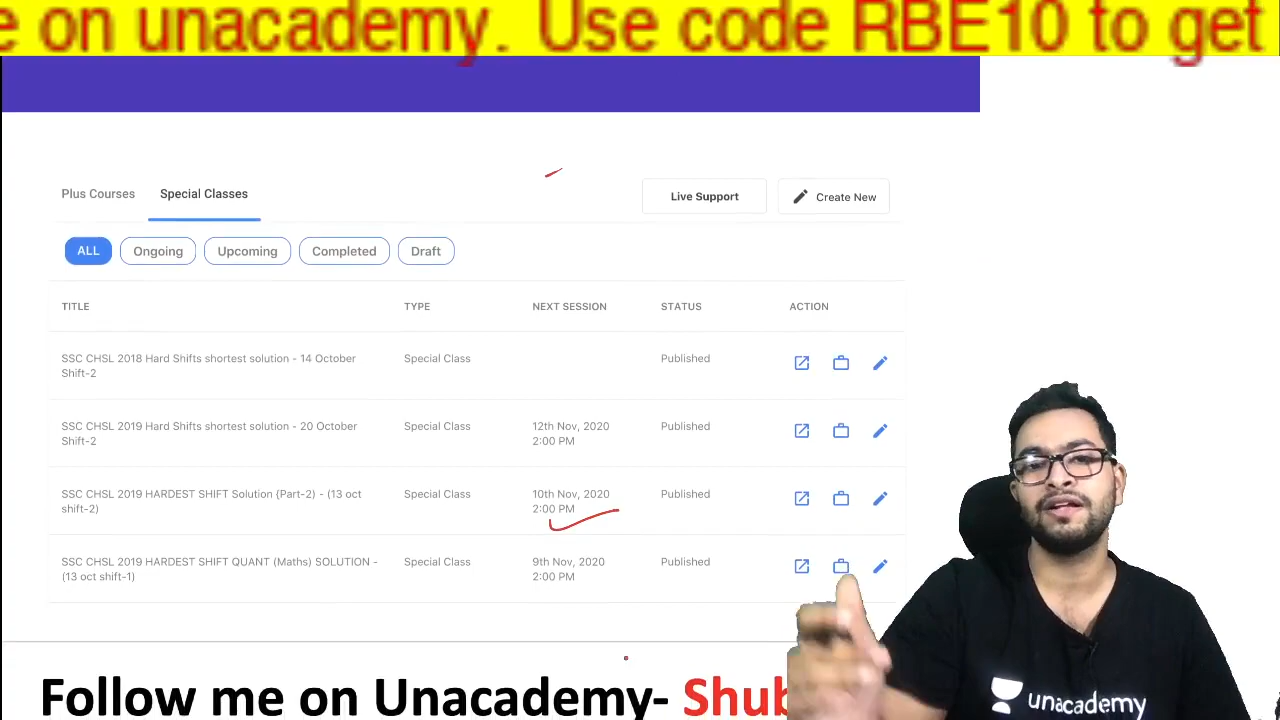 e on unacademy. Use code RBE10 to get
Plus Courses Special Classes Live Support Create New
ALL Ongoing Upcoming Completed Draft
TITLE TYPE NEXT SESSION STATUS ACTION
SSC CHSL 2018 Hard Shifts shortest solution - 14 October Special Class Published
Shift-2
SSC CHSL 2019 Hard Shifts shortest solution - 20 October Special Class 12th Nov, 2020 Published
Shift-2 2:00 PM
SSC CHSL 2019 HARDEST SHIFT Solution (Part-2) - (13 oct Special Class 10th Nov, 2020 Published
shift-2) 2:00 PM
SSC CHSL 2019 HARDEST SHIFT QUANT (Maths) SOLUTION - Special Class 9th Nov, 2020 Published
(13 oct shift-1) 2:00 PM
Follow me on Unacademy- Shub
unacademy